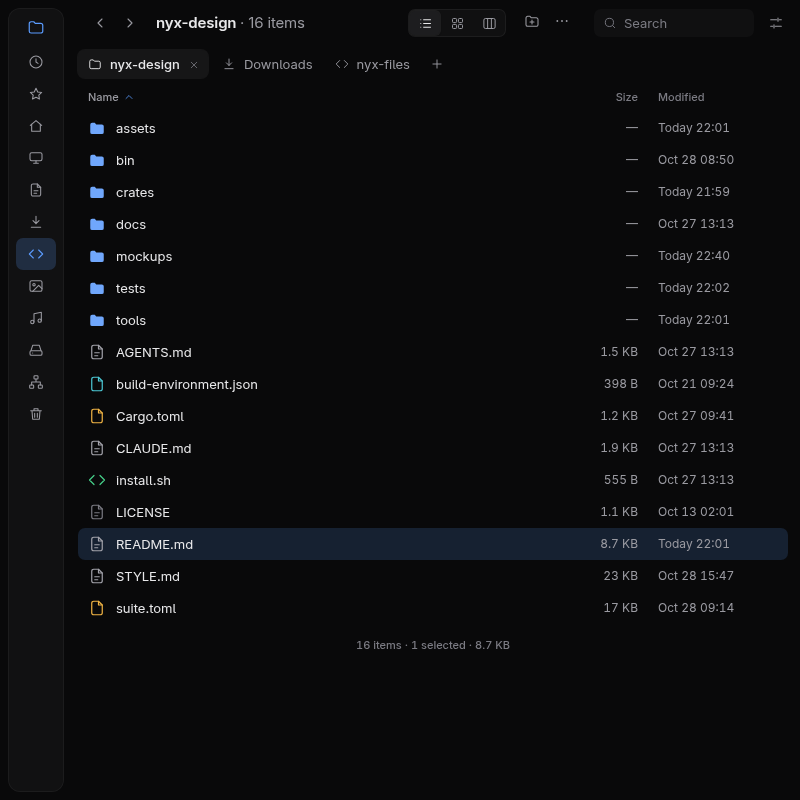 nyx-design · 16 items
Search
nyx-design
Downloads
nyx-files
Name Size Modified
assets — Today 22:01
bin — Oct 28 08:50
crates — Today 21:59
docs — Oct 27 13:13
mockups — Today 22:40
tests — Today 22:02
tools — Today 22:01
AGENTS.md 1.5 KB Oct 27 13:13
build-environment.json 398 B Oct 21 09:24
Cargo.toml 1.2 KB Oct 27 09:41
CLAUDE.md 1.9 KB Oct 27 13:13
install.sh 555 B Oct 27 13:13
LICENSE 1.1 KB Oct 13 02:01
README.md 8.7 KB Today 22:01
STYLE.md 23 KB Oct 28 15:47
suite.toml 17 KB Oct 28 09:14
16 items · 1 selected · 8.7 KB